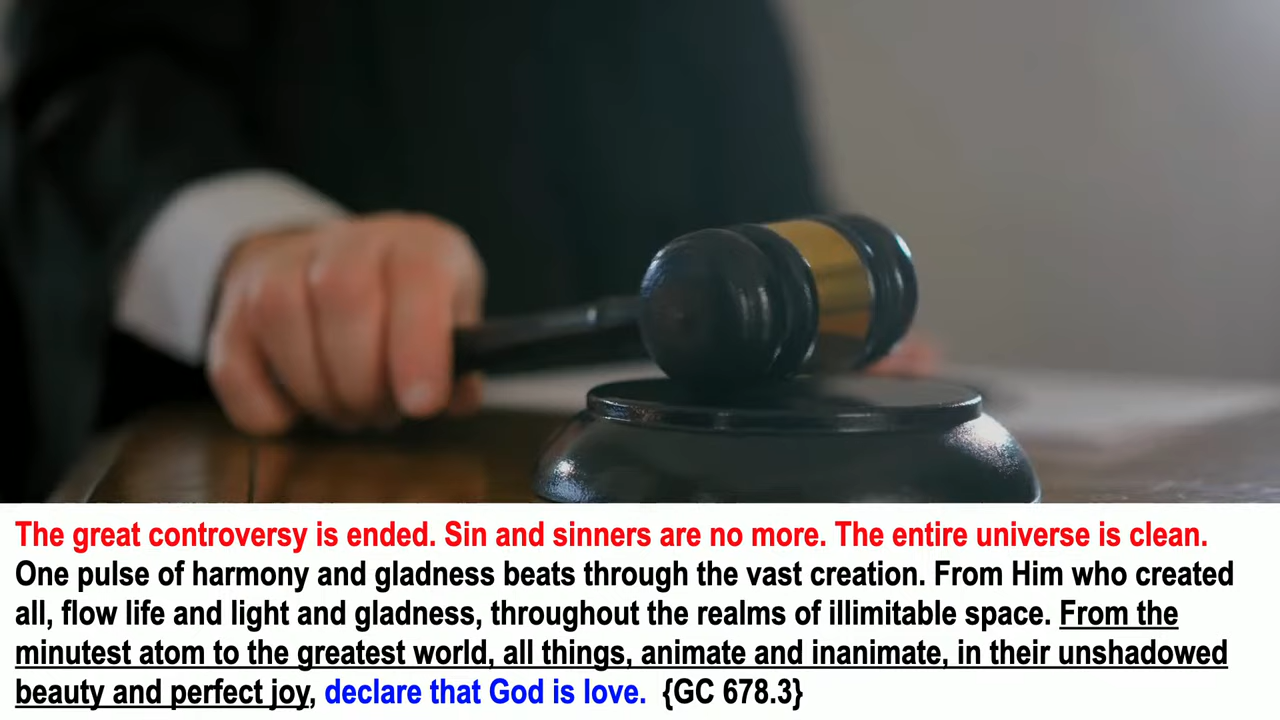 The great controversy is ended. Sin and sinners are no more. The entire universe is clean.
One pulse of harmony and gladness beats through the vast creation. From Him who created
all, flow life and light and gladness, throughout the realms of illimitable space. From the
minutest atom to the greatest world, all things, animate and inanimate, in their unshadowed
beauty and perfect joy, declare that God is love. {GC 678.3}